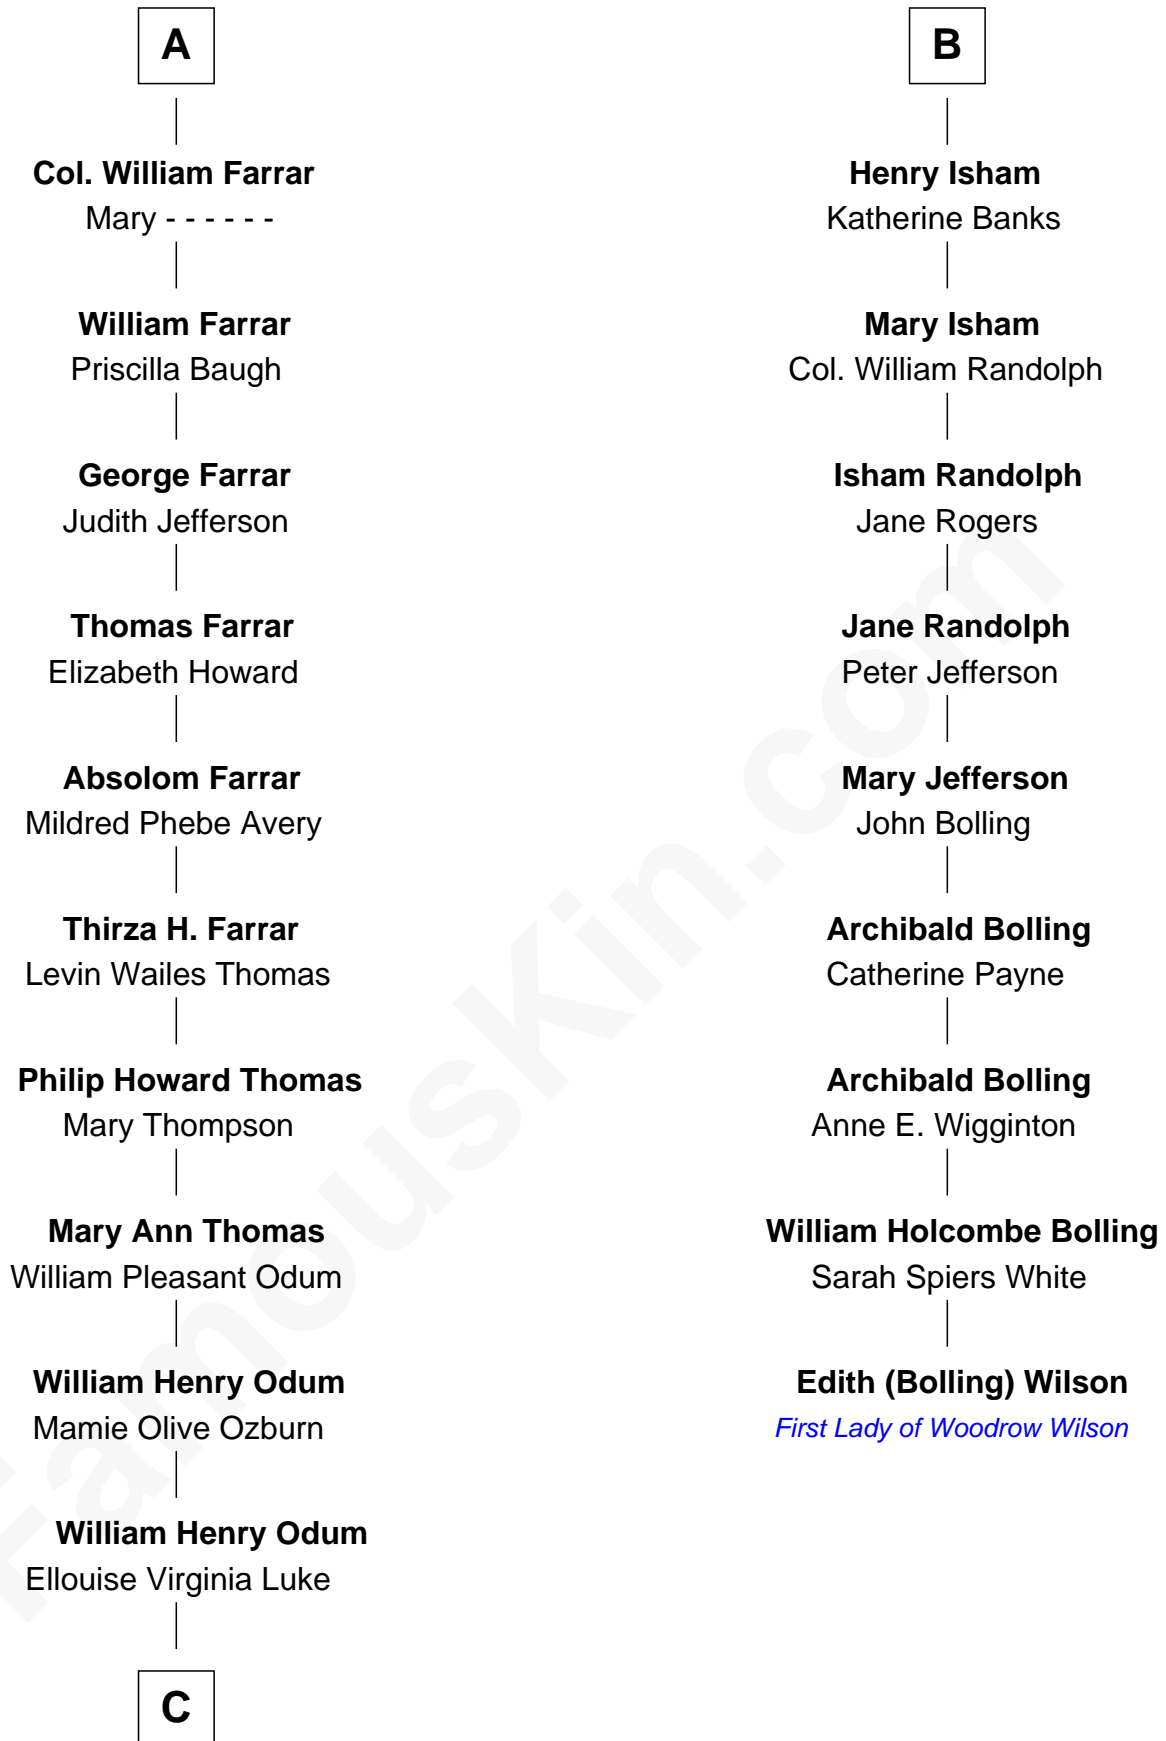 A
Col. William Farrar
Mary - - - - - -
William Farrar
Priscilla Baugh
George Farrar
Judith Jefferson
Thomas Farrar
Elizabeth Howard
Absolom Farrar
Mildred Phebe Avery
Thirza H. Farrar
Levin Wailes Thomas
Philip Howard Thomas
Mary Thompson
Mary Ann Thomas
William Pleasant Odum
William Henry Odum
Mamie Olive Ozburn
William Henry Odum
Ellouise Virginia Luke
C
B
Henry Isham
Katherine Banks
Mary Isham
Col. William Randolph
Isham Randolph
Jane Rogers
Jane Randolph
Peter Jefferson
Mary Jefferson
John Bolling
Archibald Bolling
Catherine Payne
Archibald Bolling
Anne E. Wigginton
William Holcombe Bolling
Sarah Spiers White
Edith (Bolling) Wilson
First Lady of Woodrow Wilson
FamousKin.com